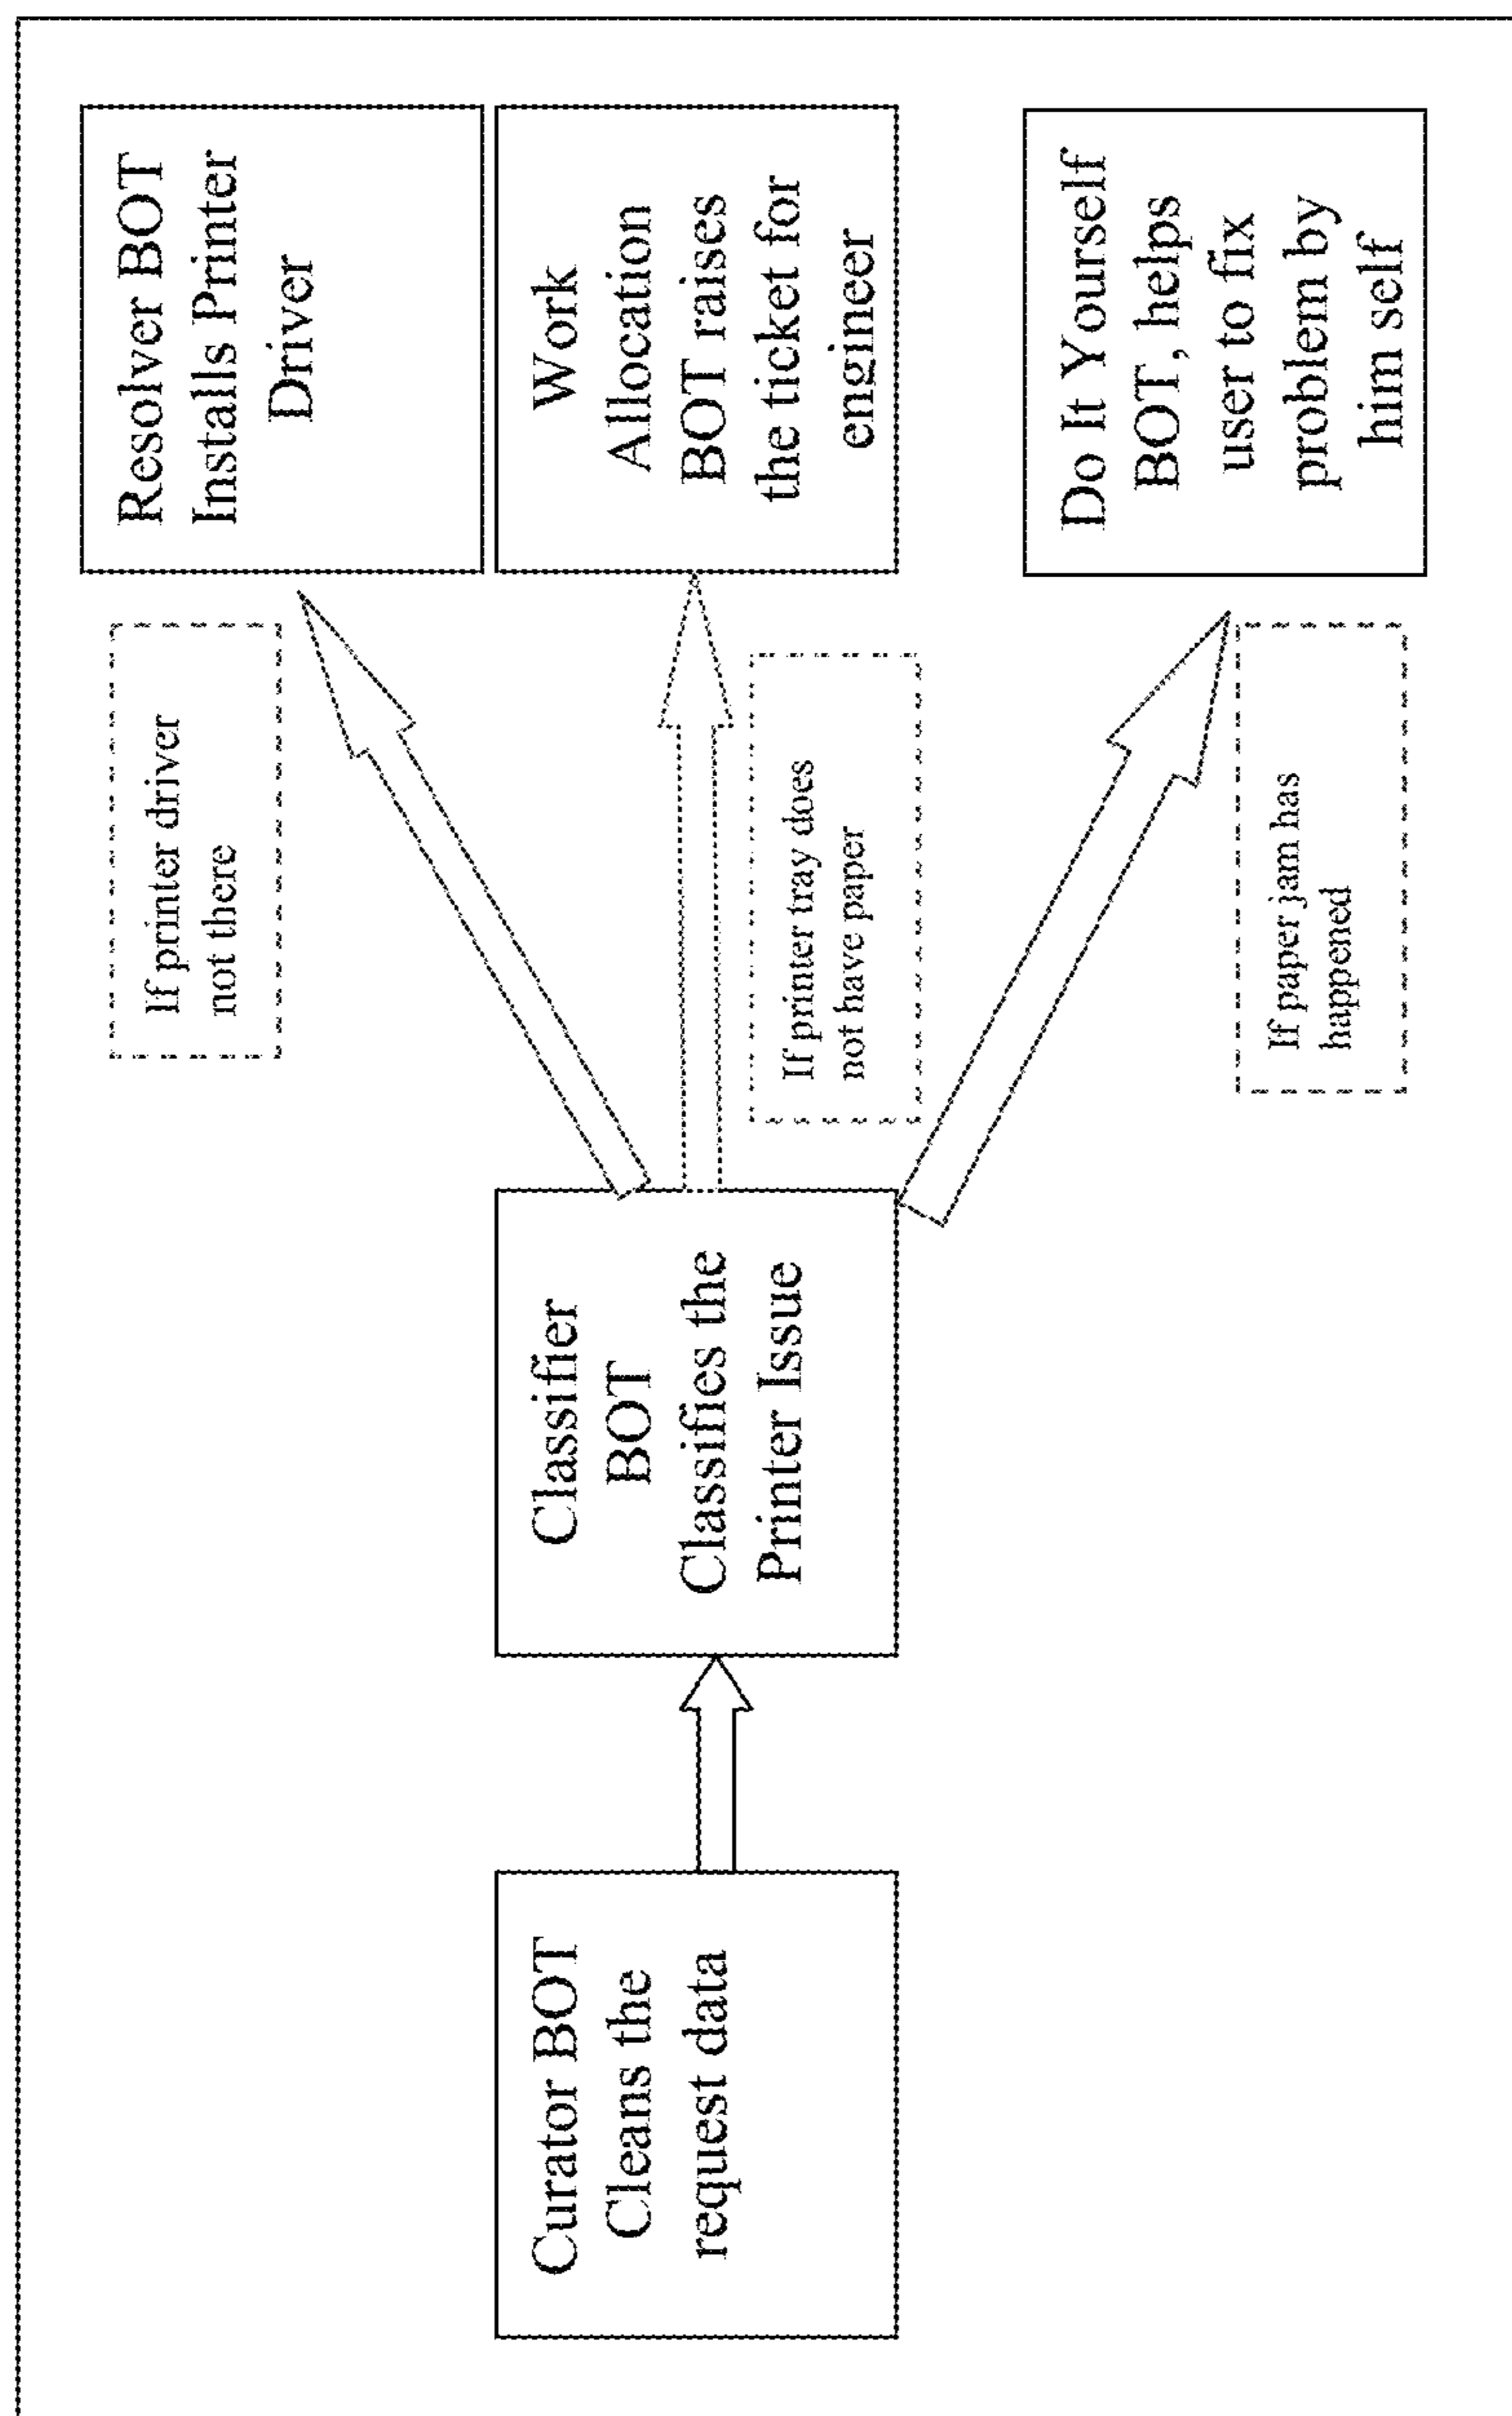 Curator BOT
Cleans the
request data
Classifier
BOT
Classifies the
Printer Issue
If printer driver
not there
Resolver BOT
Installs Printer
Driver
If printer tray does
not have paper
Work
Allocation
BOT raises
the ticket for
engineer
If paper jam has
happened
Do It Yourself
BOT, helps
user to fix
problem by
him self